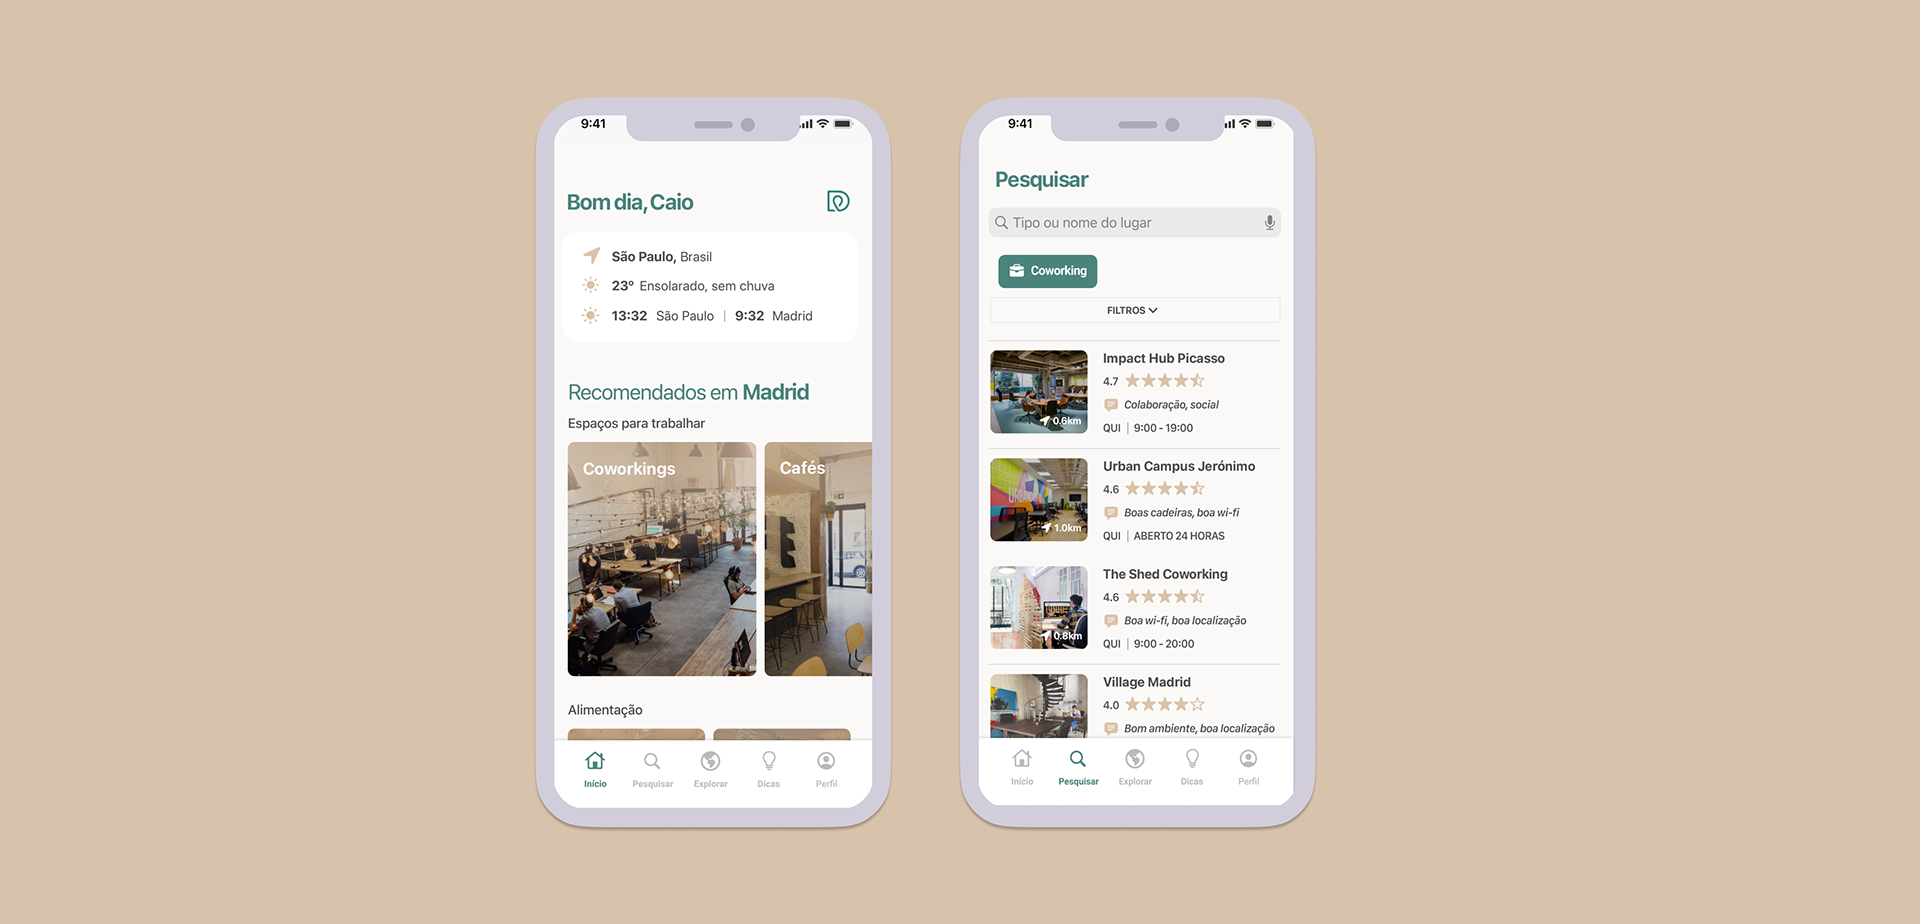 9:41
Bom dia, Caio
São Paulo, Brasil
23º Ensolarado, sem chuva
13:32 São Paulo | 9:32 Madrid
Recomendados em Madrid
Espaços para trabalhar
Coworkings
Cafés
Alimentação
Início Pesquisar Explorar Dicas Perfil
9:41
Pesquisar
Tipo ou nome do lugar
Coworking
FILTROS
Impact Hub Picasso
4.7
Colaboração, social
0.6km
QUI | 9:00 - 19:00
Urban Campus Jerónimo
4.6
Boas cadeiras, boa wi-fi
1.0km
QUI | ABERTO 24 HORAS
The Shed Coworking
4.6
Boa wi-fi, boa localização
0.8km
QUI | 9:00 - 20:00
Village Madrid
4.0
Bom ambiente, boa localização
Início Pesquisar Explorar Dicas Perfil